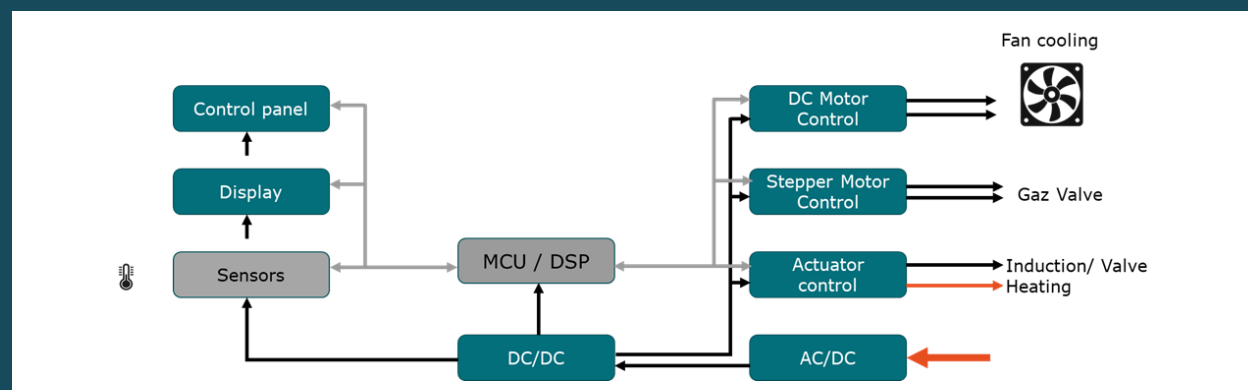 Fan cooling
Control panel
DC Motor
Control
Display
Stepper Motor
Control
Gaz Valve
Sensors
MCU / DSP
Actuator
control
Induction/ Valve
Heating
DC/DC
AC/DC